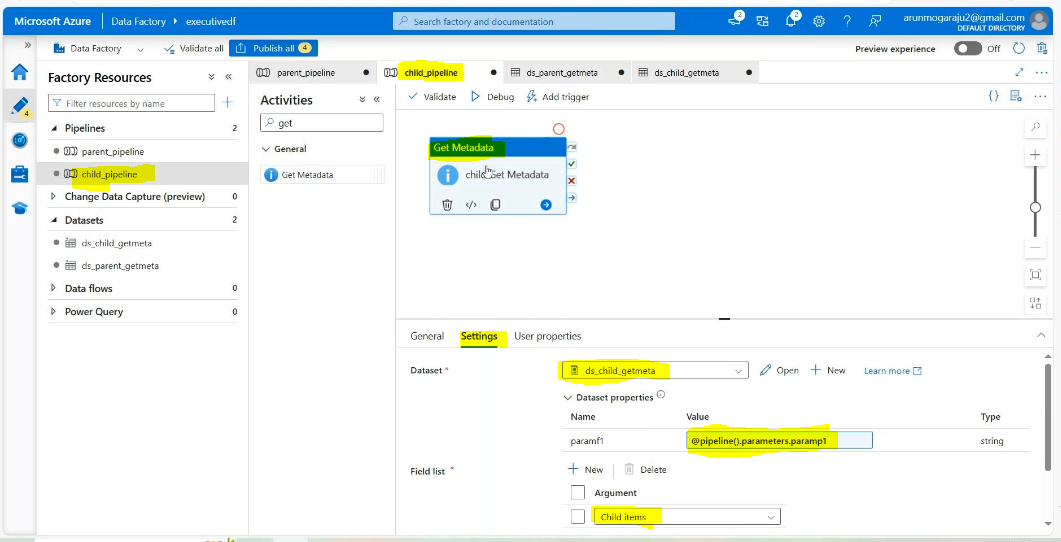 Microsoft Azure | Data Factory ▸ executivedf
Search factory and documentation
2
2
arunmogaraju2@gmail.com
DEFAULT DIRECTORY
Data Factory
Validate all
Publish all 4
Preview experience
Off
4
Factory Resources
Filter resources by name
Pipelines 2
parent_pipeline
child_pipeline
Change Data Capture (preview) 0
Datasets 2
ds_child_getmeta
ds_parent_getmeta
Data flows 0
Power Query 0
parent_pipeline
child_pipeline
ds_parent_getmeta
ds_child_getmeta
Activities
get
General
Get Metadata
Validate
Debug
Add trigger
Get Metadata
child Get Metadata
General
Settings
User properties
Dataset *
ds_child_getmeta
Open
New
Learn more
Dataset properties
Name Value Type
paramf1 @pipeline().parameters.paramp1 string
Field list *
New
Delete
Argument
Child items